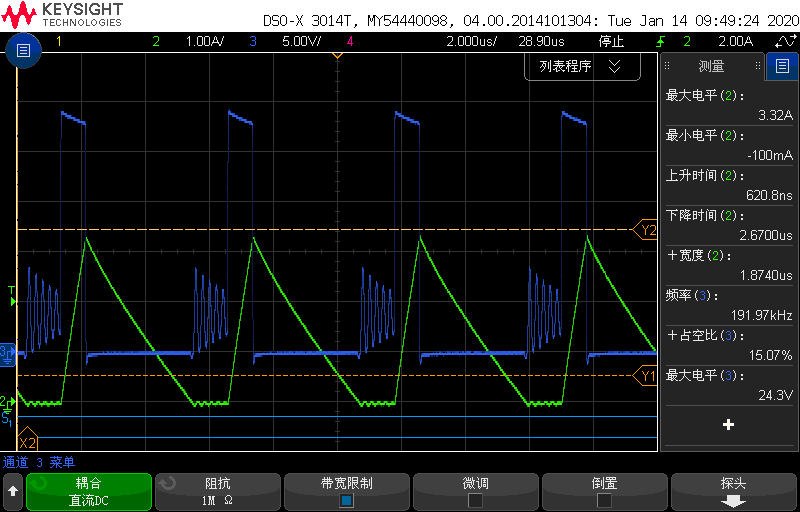 KEYSIGHT
TECHNOLOGIES
DSO-X 3014T, MY54440098, 04.00.2014101304: Tue Jan 14 09:49:24 2020
1 2 1.00A/ 3 5.00V/ 4 2.000us/ 28.90us 停止 2 2.00A
列表程序
测量
最大电平(2):
3.32A
最小电平(2):
-100mA
上升时间(2):
620.8ns
下降时间(2):
2.6700us
+宽度(2):
1.8740us
频率(3):
191.97kHz
+占空比(3):
15.07%
最大电平(3):
24.3V
Y2
T
3
Y1
2
S1
X2
通道 3 菜单
耦合
直流DC
阻抗
1M Ω
带宽限制
微调
倒置
探头